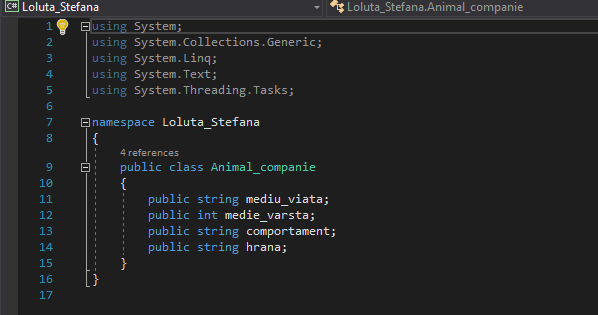 C# Loluta_Stefana Loluta_Stefana.Animal_companie
1 using System;
2 using System.Collections.Generic;
3 using System.Linq;
4 using System.Text;
5 using System.Threading.Tasks;
6
7 namespace Loluta_Stefana
8 {
4 references
9 public class Animal_companie
10 {
11 public string mediu_viata;
12 public int medie_varsta;
13 public string comportament;
14 public string hrana;
15 }
16 }
17